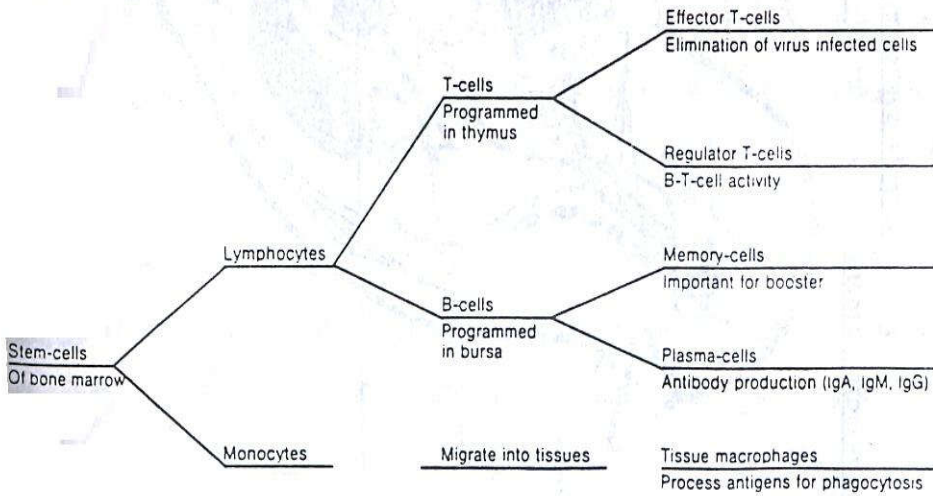 Effector T-cells
Elimination of virus infected cells
T-cells
Programmed
in thymus
Regulator T-cells
B-T-cell activity
Lymphocytes
Memory-cells
Important for booster
B-cells
Programmed
in bursa
Stem-cells
Of bone marrow
Plasma-cells
Antibody production (IgA, IgM, IgG)
Monocytes
Migrate into tissues
Tissue macrophages
Process antigens for phagocytosis